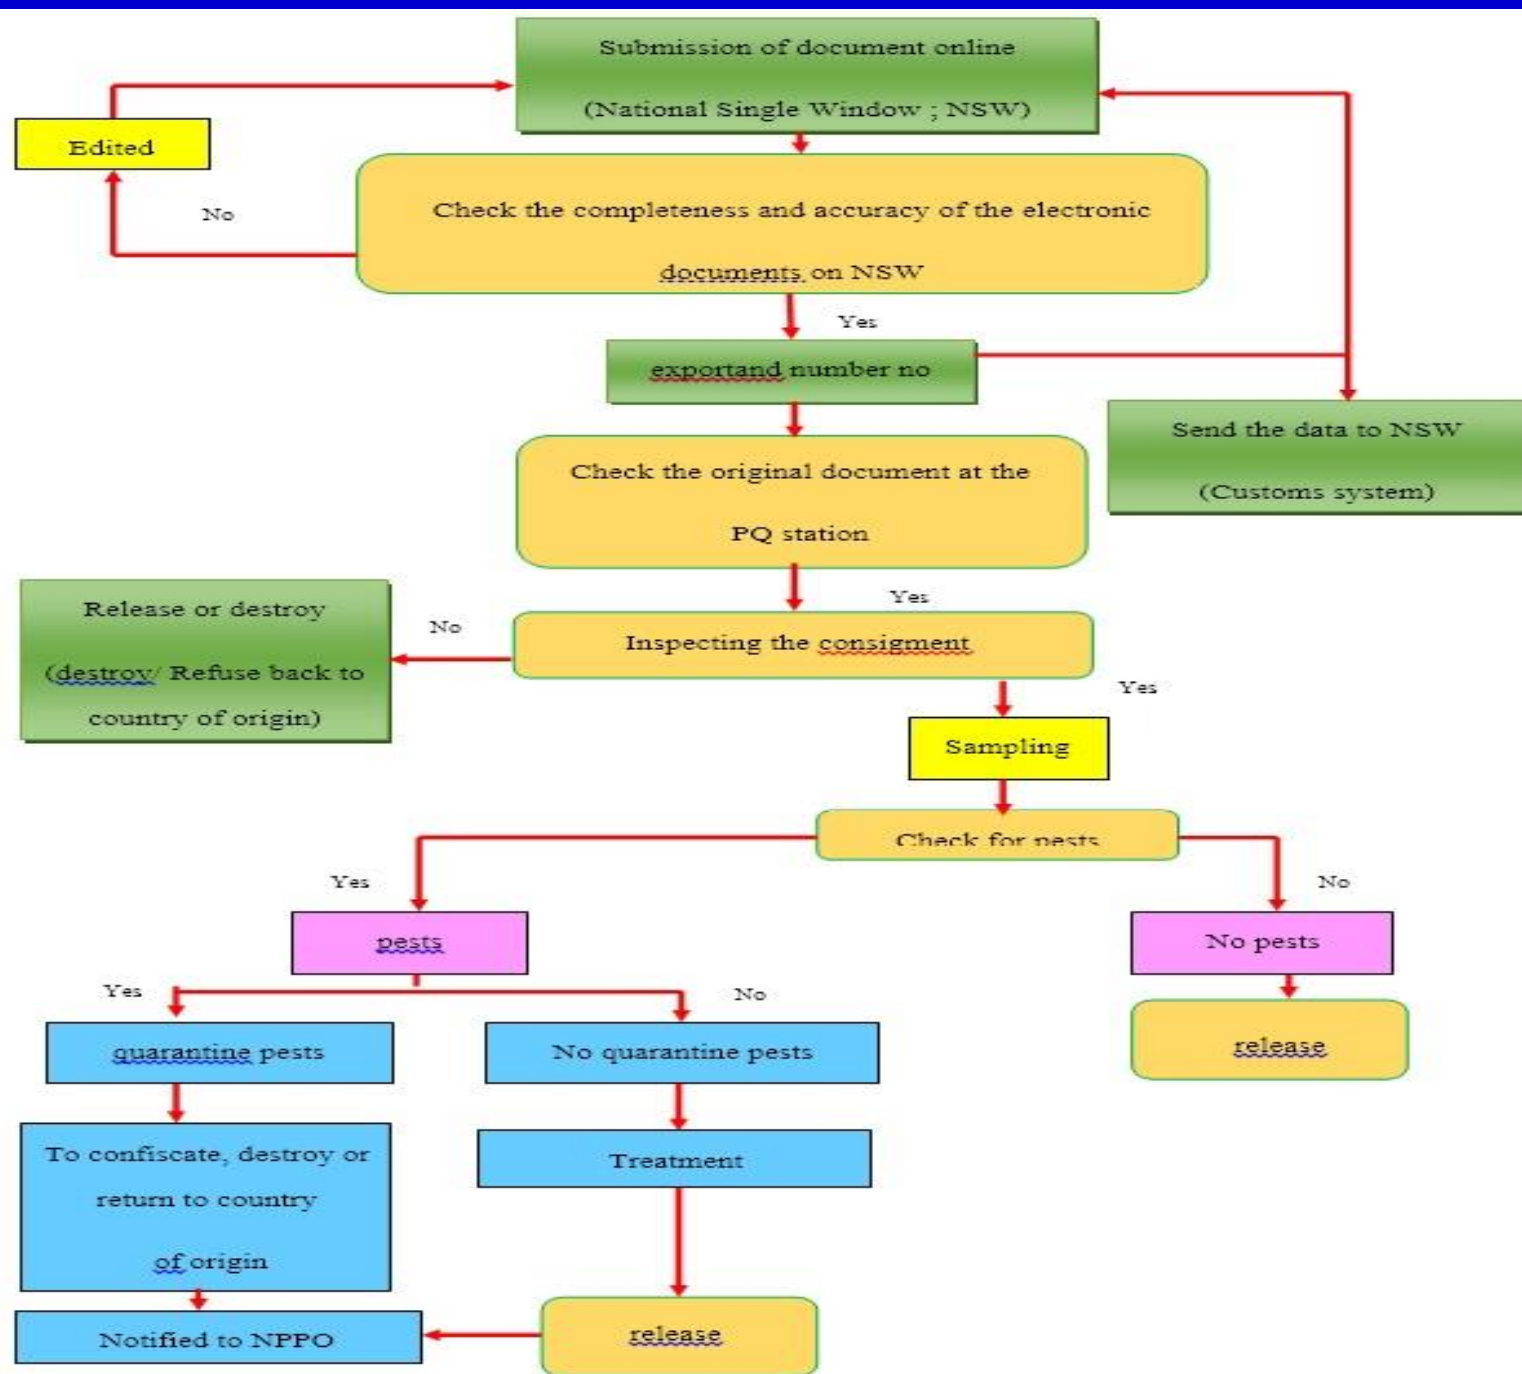 Submission of document online
(National Single Window ; NSW)
Edited
No
Check the completeness and accuracy of the electronic
documents on NSW
Yes
exportand number no
Send the data to NSW
(Customs system)
Check the original document at the
PQ station
Yes
Release or destroy
(destroy/ Refuse back to
country of origin)
No
Inspecting the consigment
Yes
Sampling
Check for pests
Yes
No
pests
No pests
Yes
No
quarantine pests
No quarantine pests
release
To confiscate, destroy or
return to country
of origin
Treatment
Notified to NPPO
release